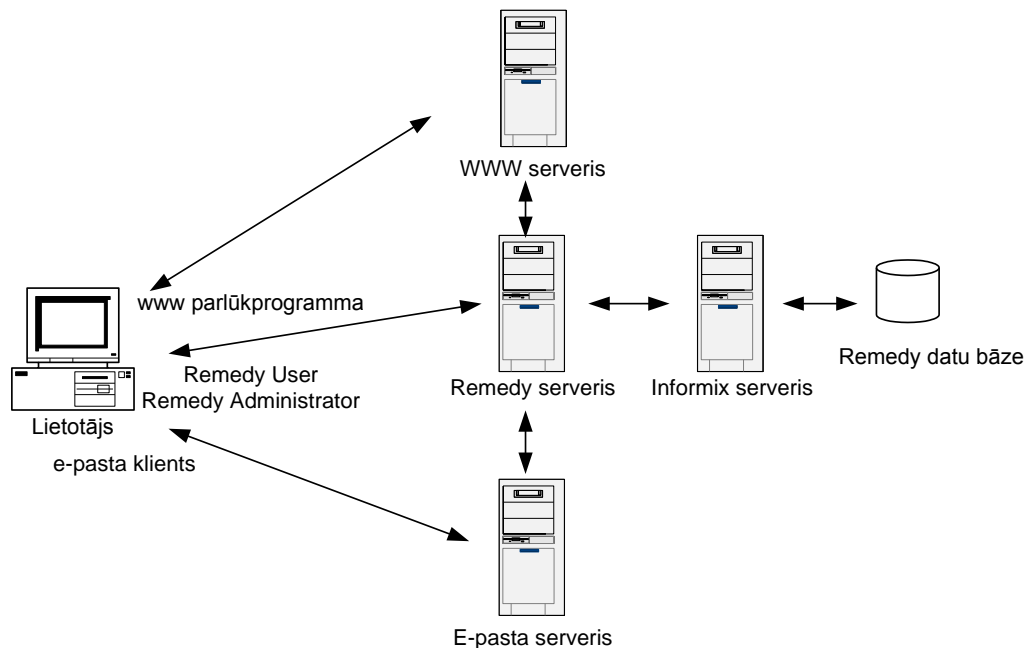 WWW serveris
www parlūkprogramma
Remedy User
Remedy Administrator
Lietotājs
e-pasta klients
Remedy serveris
Informix serveris
Remedy datu bāze
E-pasta serveris